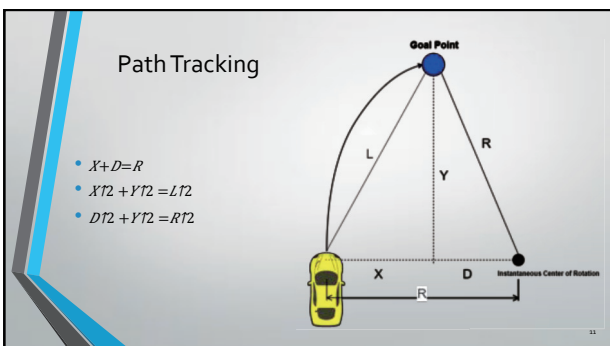 Path Tracking
• X+D=R
• X↑2 +Y↑2 =L↑2
• D↑2 +Y↑2 =R↑2
Goal Point
L
R
Y
X
D
Instantaneous Center of Rotation
R
11